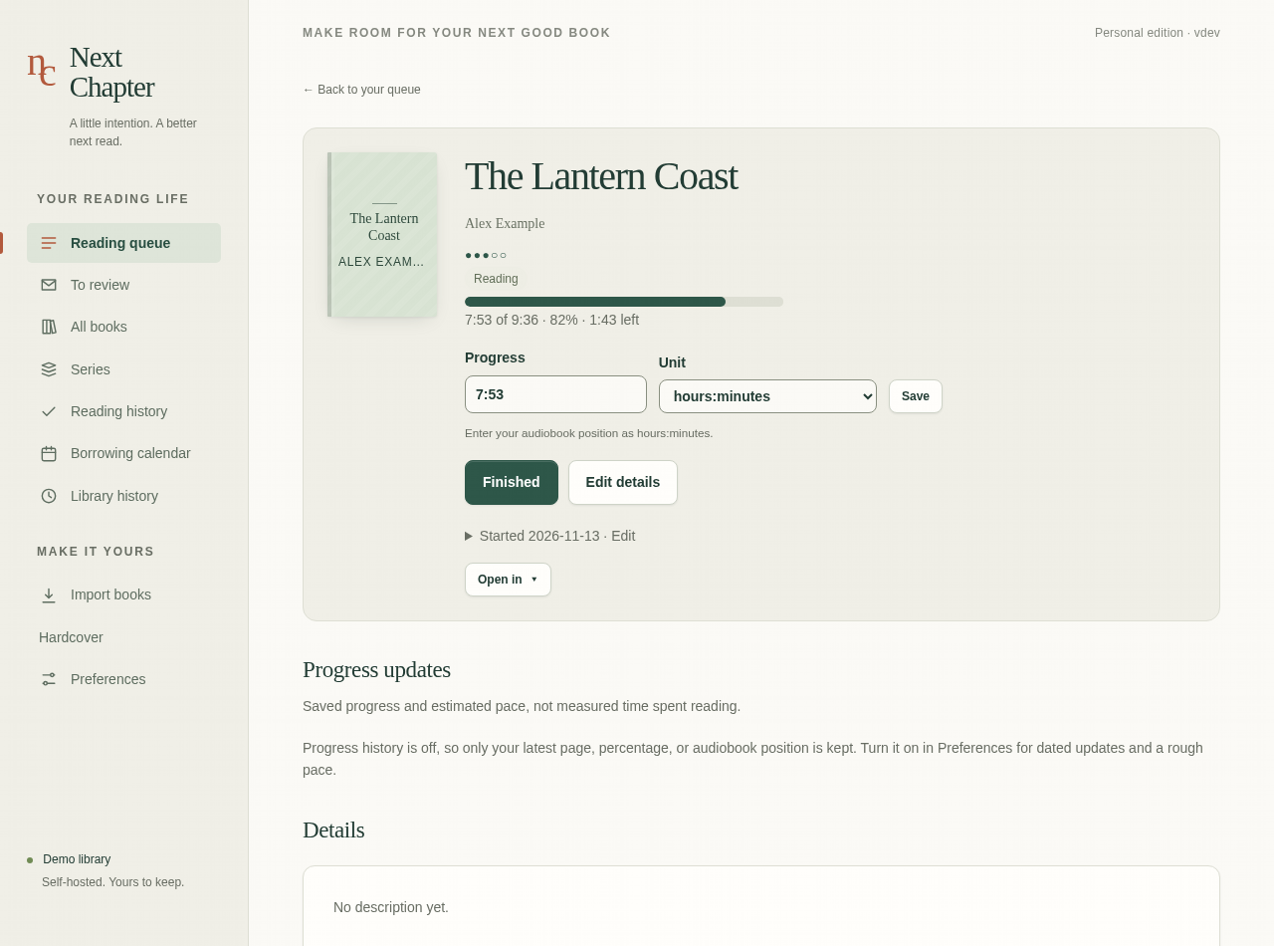 nc
Next
Chapter
A little intention. A better
next read.
YOUR READING LIFE
Reading queue
To review
All books
Series
Reading history
Borrowing calendar
Library history
MAKE IT YOURS
Import books
Hardcover
Preferences
Demo library
Self-hosted. Yours to keep.
MAKE ROOM FOR YOUR NEXT GOOD BOOK
Personal edition · vdev
← Back to your queue
The Lantern
Coast
ALEX EXAM…
The Lantern Coast
Alex Example
●●●○○
Reading
7:53 of 9:36 · 82% · 1:43 left
Progress
Unit
7:53
hours:minutes
Save
Enter your audiobook position as hours:minutes.
Finished
Edit details
▶ Started 2026-11-13 · Edit
Open in ▾
Progress updates
Saved progress and estimated pace, not measured time spent reading.
Progress history is off, so only your latest page, percentage, or audiobook position is kept. Turn it on in Preferences for dated updates and a rough
pace.
Details
No description yet.